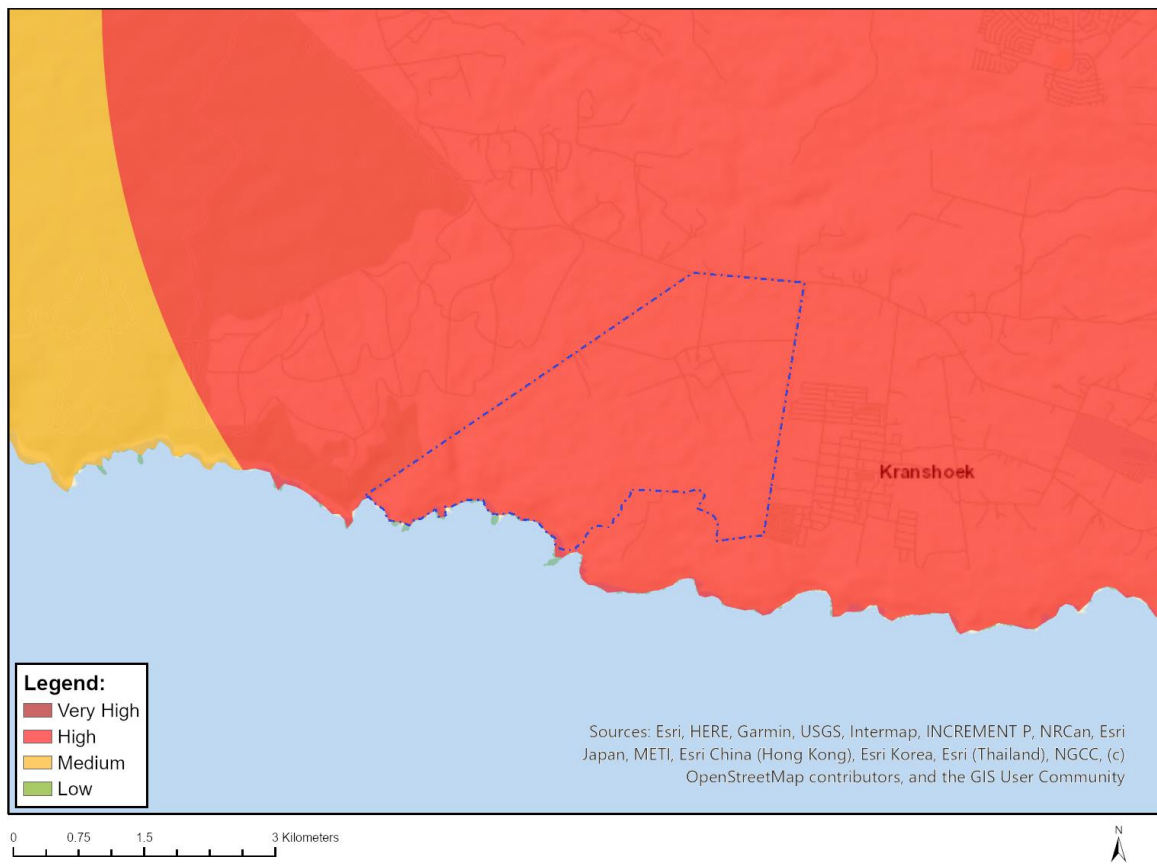 Kranshoek
Legend:
Very High
High
Medium
Low
Sources: Esri, HERE, Garmin, USGS, Intermap, INCREMENT P, NRCan, Esri
Japan, METI, Esri China (Hong Kong), Esri Korea, Esri (Thailand), NGCC, (c)
OpenStreetMap contributors, and the GIS User Community
0 0.75 1.5 3 Kilometers
N